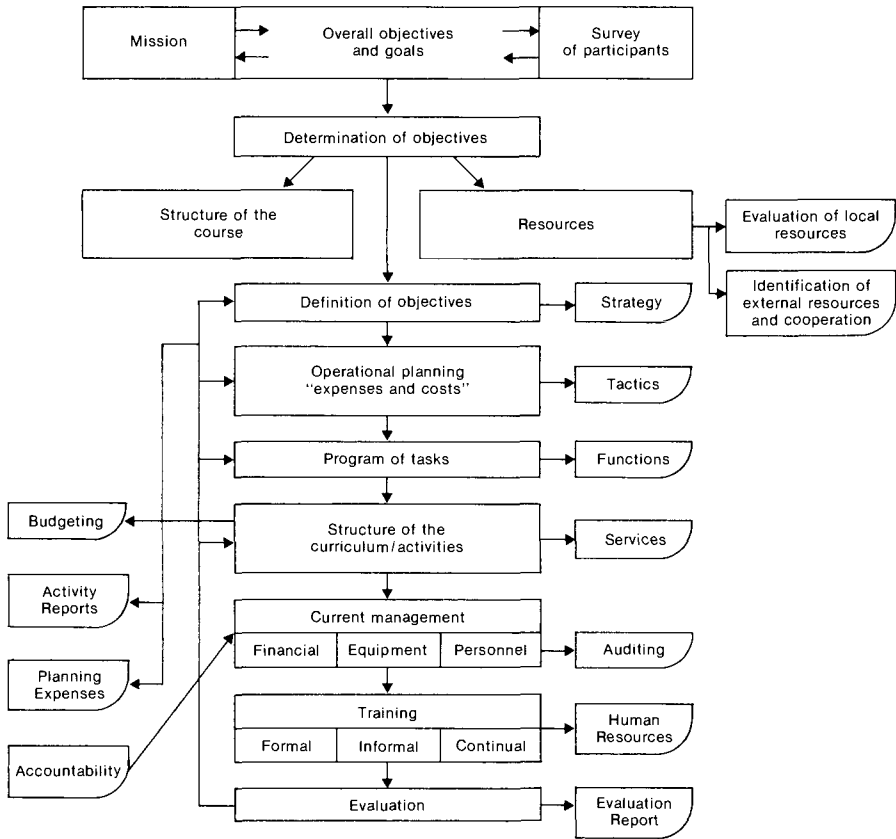 Mission
Overall objectives
and goals
Survey
of participants
Determination of objectives
Structure of the
course
Resources
Evaluation of local
resources
Identification of
external resources
and cooperation
Definition of objectives
Strategy
Operational planning
"expenses and costs"
Tactics
Program of tasks
Functions
Budgeting
Structure of the
curriculum/activities
Services
Activity
Reports
Current management
Financial
Equipment
Personnel
Auditing
Planning
Expenses
Training
Formal
Informal
Continual
Human
Resources
Accountability
Evaluation
Evaluation
Report